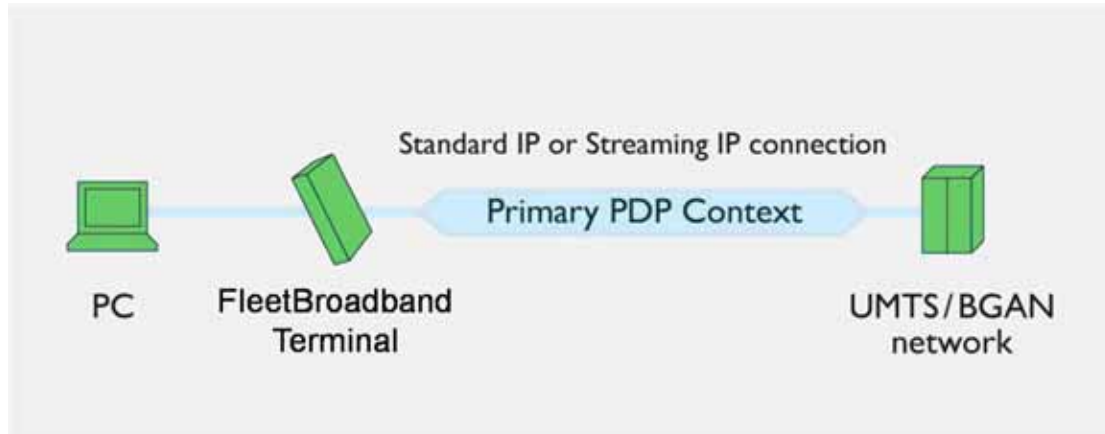 Standard IP or Streaming IP connection
Primary PDP Context
PC
FleetBroadband
Terminal
UMTS/BGAN
network